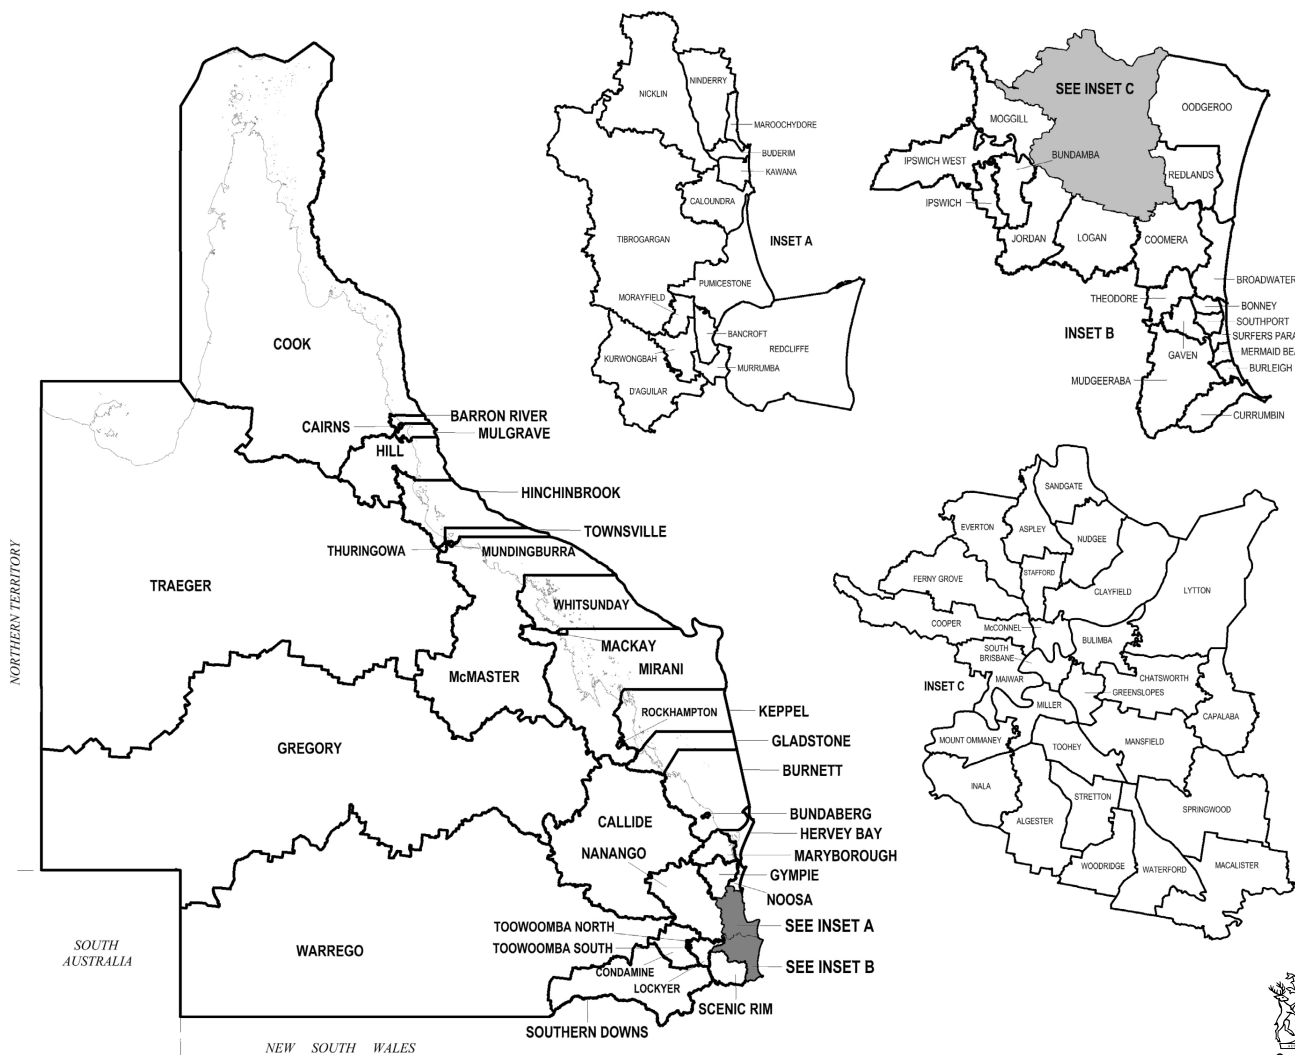 COOK
BARRON RIVER
CAIRNS
MULGRAVE
HILL
HINCHINBROOK
TOWNSVILLE
THURINGOWA
MUNDINGBURRA
TRAEGER
WHITSUNDAY
MACKAY
MIRANI
McMASTER
ROCKHAMPTON
KEPPEL
GLADSTONE
GREGORY
BURNETT
BUNDABERG
CALLIDE
HERVEY BAY
NANANGO
MARYBOROUGH
GYMPIE
NOOSA
TOOWOOMBA NORTH
SEE INSET A
TOOWOOMBA SOUTH
WARREGO
CONDAMINE
SEE INSET B
LOCKYER
SCENIC RIM
SOUTHERN DOWNS
NORTHERN TERRITORY
SOUTH
AUSTRALIA
NEW SOUTH WALES
NICKLIN
NINDERRY
MAROOCHYDORE
BUDERIM
KAWANA
CALOUNDRA
TIBROGARGAN
INSET A
PUMICESTONE
MORAYFIELD
BANCROFT
REDCLIFFE
KURWONGBAH
MURRUMBA
D'AGUILAR
SEE INSET C
OODGEROO
MOGGILL
IPSWICH WEST
BUNDAMBA
REDLANDS
IPSWICH
JORDAN
LOGAN
COOMERA
BROADWATER
THEODORE
BONNEY
INSET B
SOUTHPORT
SURFERS PARA
GAVEN
MERMAID BEA
MUDGEERABA
BURLEIGH
CURRUMBIN
SANDGATE
EVERTON
ASPLEY
NUDGEE
STAFFORD
FERNY GROVE
CLAYFIELD
LYTTON
COOPER
McCONNEL
BULIMBA
SOUTH
BRISBANE
INSET C
MAIWAR
CHATSWORTH
GREENSLOPES
MILLER
CAPALABA
MOUNT OMMANEY
TOOHEY
MANSFIELD
INALA
STRETTON
SPRINGWOOD
ALGESTER
WOODRIDGE
WATERFORD
MACALISTER